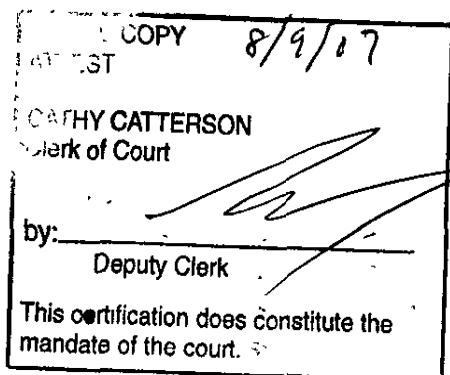 COPY 8/9/07
ATTEST
CATHY CATTERSON
Clerk of Court
by:
Deputy Clerk
This certification does constitute the
mandate of the court.